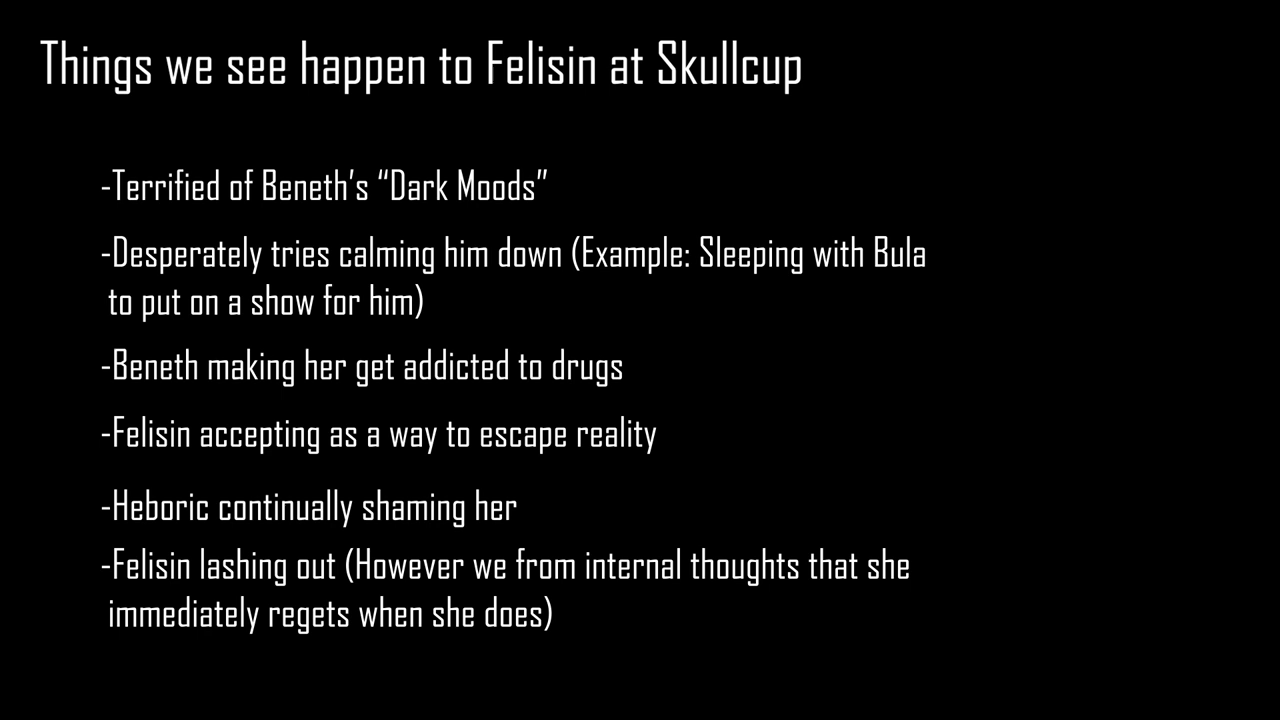 Things we see happen to Felisin at Skullcup
-Terrified of Beneth's “Dark Moods”
-Desperately tries calming him down (Example: Sleeping with Bula
to put on a show for him)
-Beneth making her get addicted to drugs
-Felisin accepting as a way to escape reality
-Heboric continually shaming her
-Felisin lashing out (However we from internal thoughts that she
immediately regets when she does)